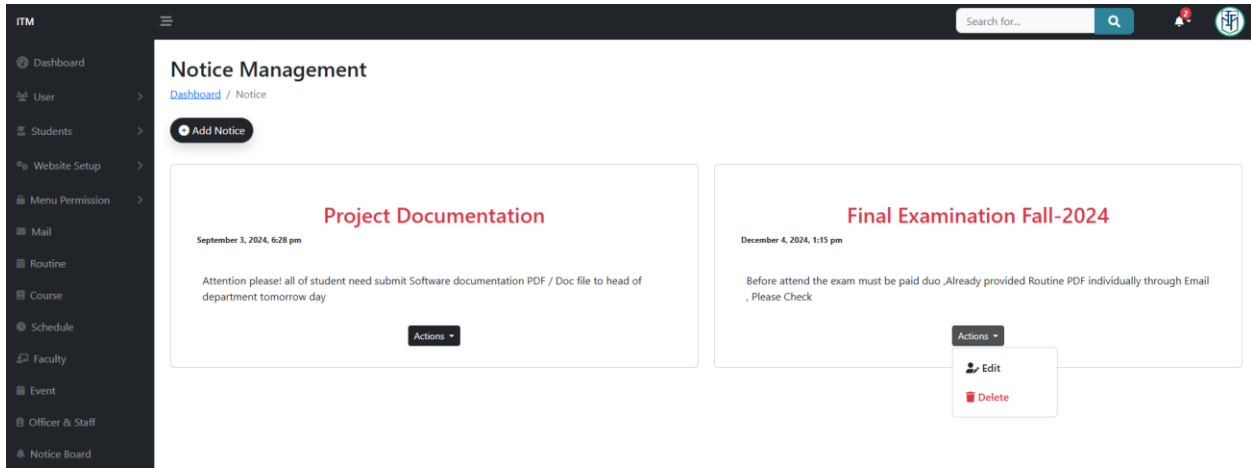 ITM
Search for...
2
Dashboard
User
Students
Website Setup
Menu Permission
Mail
Routine
Course
Schedule
Faculty
Event
Officer & Staff
Notice Board
Notice Management
Dashboard / Notice
Add Notice
Project Documentation
September 3, 2024, 6:28 pm
Attention please! all of student need submit Software documentation PDF / Doc file to head of
department tomorrow day
Actions
Final Examination Fall-2024
December 4, 2024, 1:15 pm
Before attend the exam must be paid duo ,Already provided Routine PDF individually through Email
, Please Check
Actions
Edit
Delete